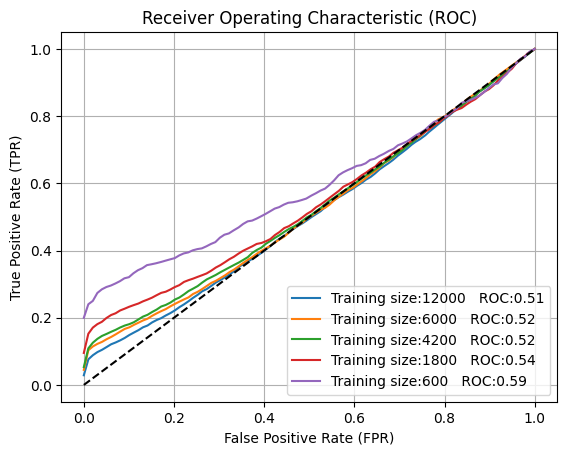 Receiver Operating Characteristic (ROC)
True Positive Rate (TPR)
1.0
0.8
0.6
0.4
0.2
0.0
Training size:12000 ROC:0.51
Training size:6000 ROC:0.52
Training size:4200 ROC:0.52
Training size:1800 ROC:0.54
Training size:600 ROC:0.59
0.0 0.2 0.4 0.6 0.8 1.0
False Positive Rate (FPR)